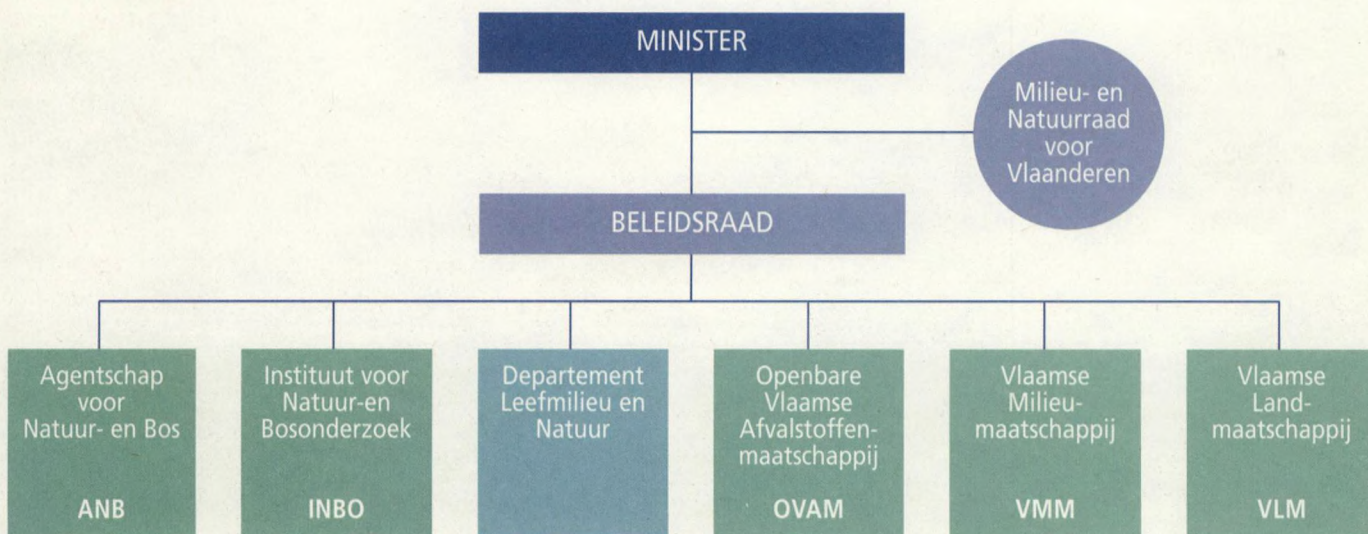 MINISTER
Milieu- en
Natuurraad
voor
Vlaanderen
BELEIDSRAAD
Agentschap
voor
Natuur- en Bos
ANB
Instituut voor
Natuur-en
Bosonderzoek
INBO
Departement
Leefmilieu en
Natuur
Openbare
Vlaamse
Afvalstoffen-
maatschappij
OVAM
Vlaamse
Milieu-
maatschappij
VMM
Vlaamse
Land-
maatschappij
VLM